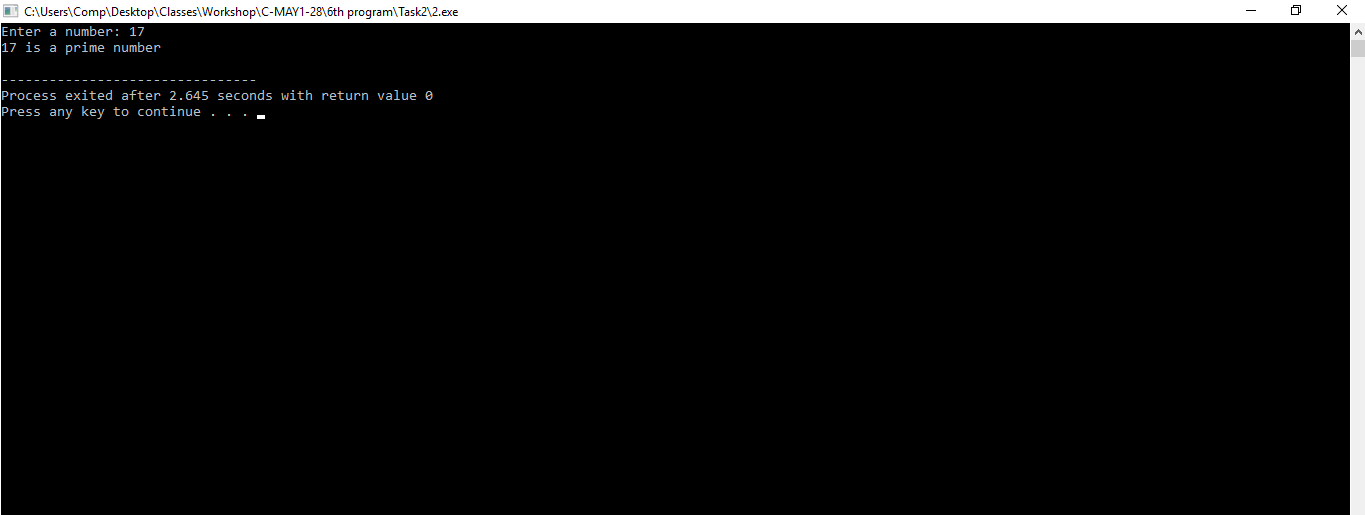 C:\Users\Comp\Desktop\Classes\Workshop\C-MAY1-28\6th program\Task2\2.exe
Enter a number: 17
17 is a prime number
--------------------------------
Process exited after 2.645 seconds with return value 0
Press any key to continue . . .